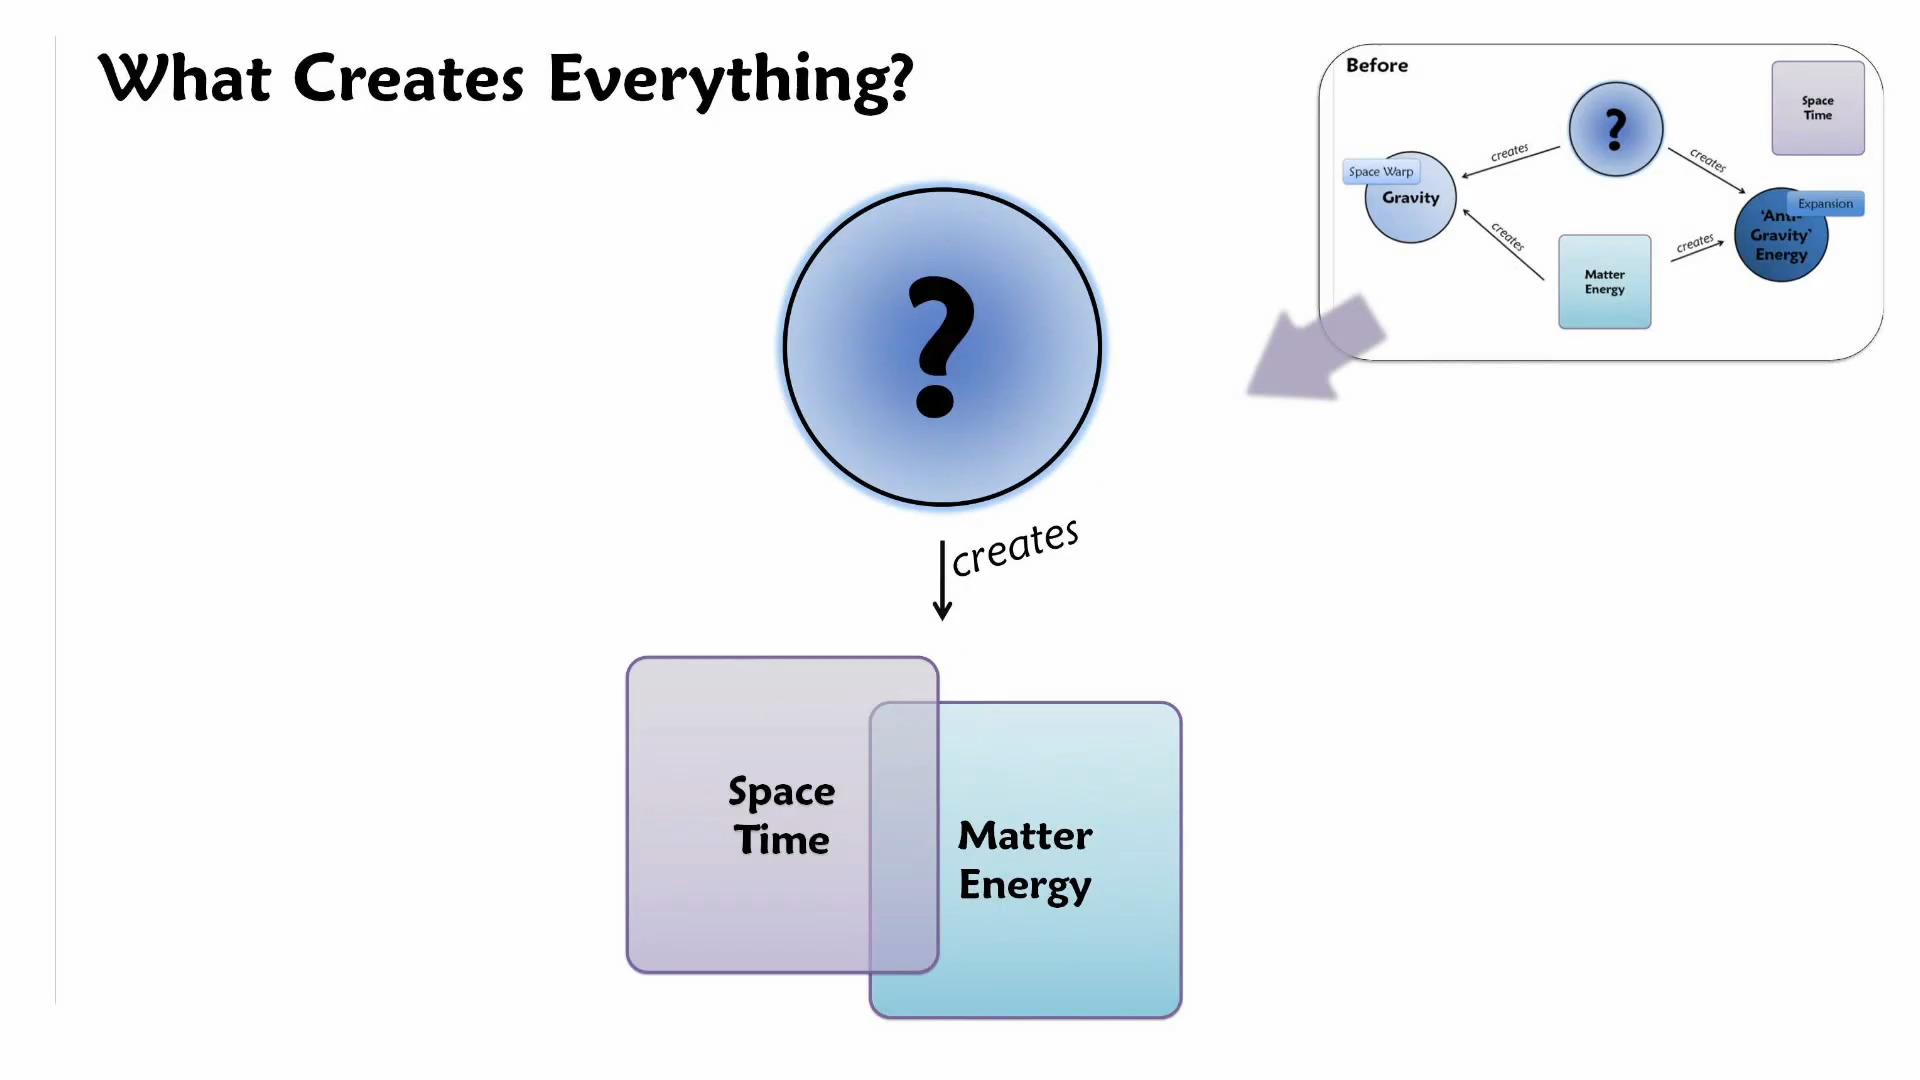 What Creates Everything?
?
creates
Space
Time
Matter
Energy
Before
?
Space
Time
creates
creates
Space Warp
Gravity
Expansion
'Anti-
Gravity'
Energy
creates
creates
Matter
Energy